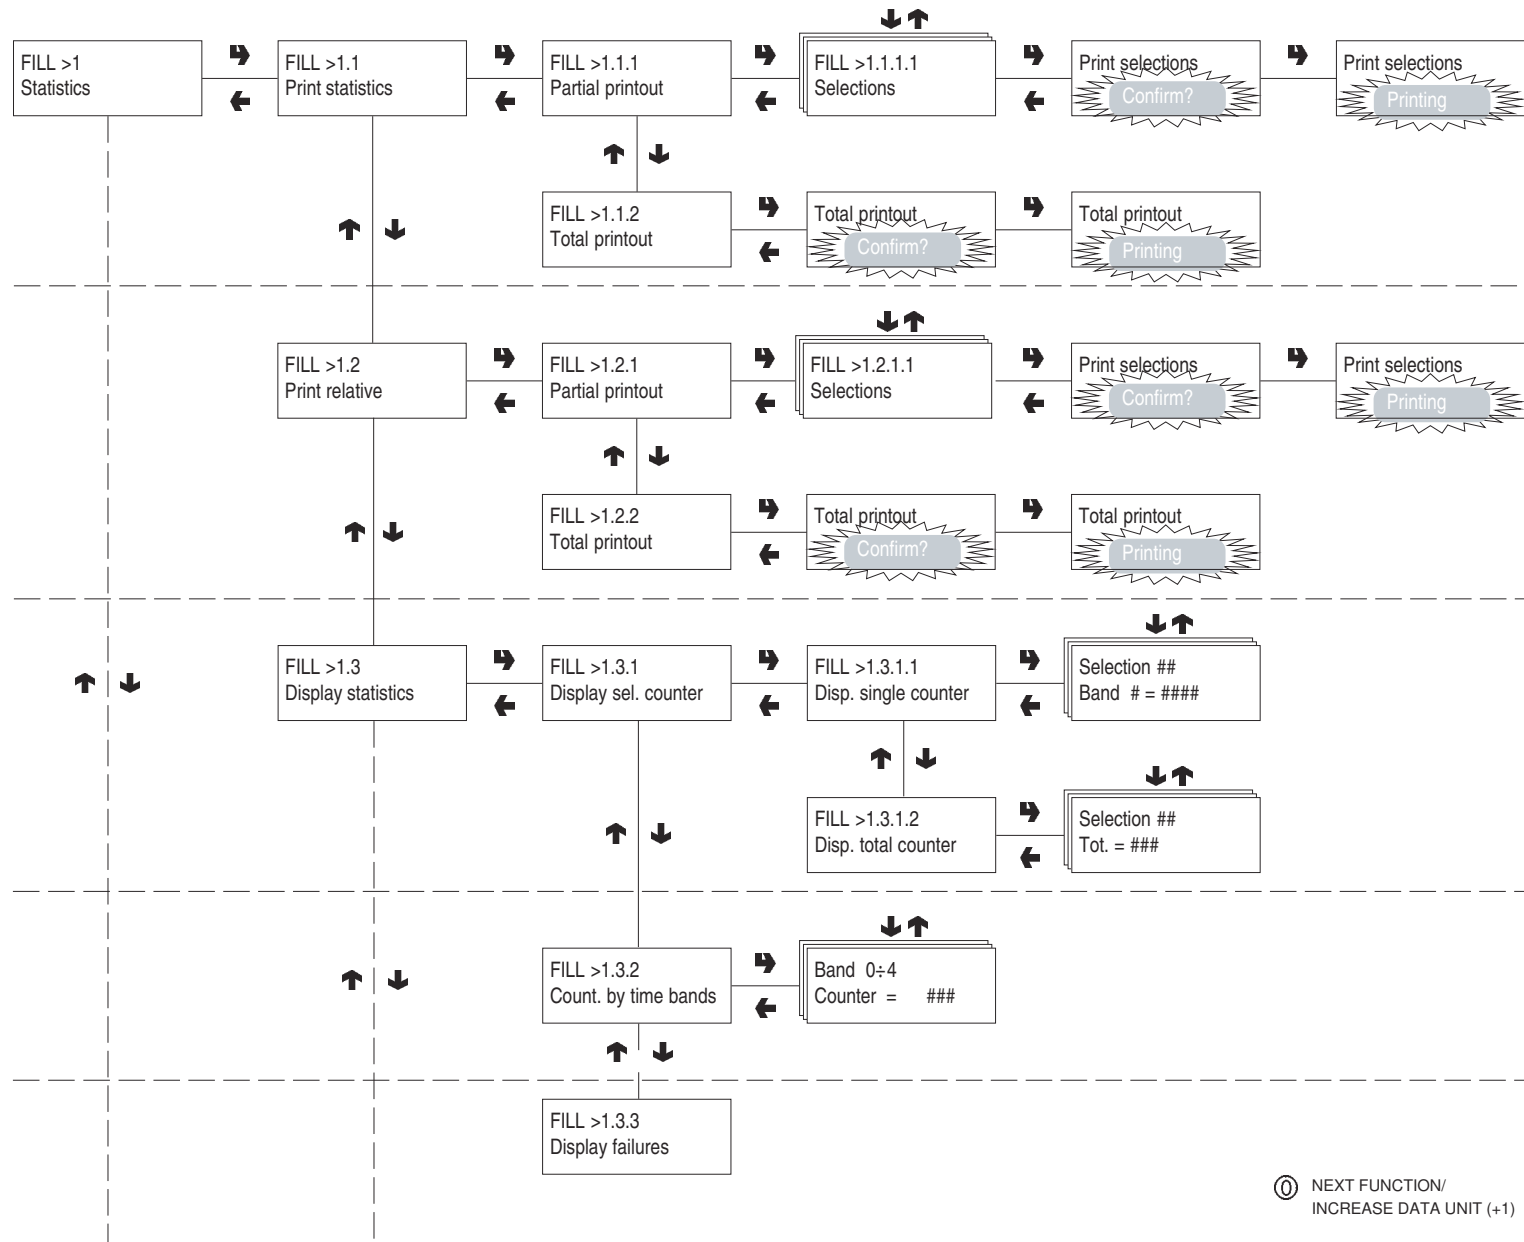 FILL >1
Statistics
FILL >1.1
Print statistics
FILL >1.1.1
Partial printout
FILL >1.1.1.1
Selections
Print selections
Confirm?
Print selections
Printing
FILL >1.1.2
Total printout
Total printout
Confirm?
Total printout
Printing
FILL >1.2
Print relative
FILL >1.2.1
Partial printout
FILL >1.2.1.1
Selections
Print selections
Confirm?
Print selections
Printing
FILL >1.2.2
Total printout
Total printout
Confirm?
Total printout
Printing
FILL >1.3
Display statistics
FILL >1.3.1
Display sel. counter
FILL >1.3.1.1
Disp. single counter
Selection ##
Band # = ####
FILL >1.3.1.2
Disp. total counter
Selection ##
Tot. = ###
FILL >1.3.2
Count. by time bands
Band 0÷4
Counter = ###
FILL >1.3.3
Display failures
0 NEXT FUNCTION/
INCREASE DATA UNIT (+1)